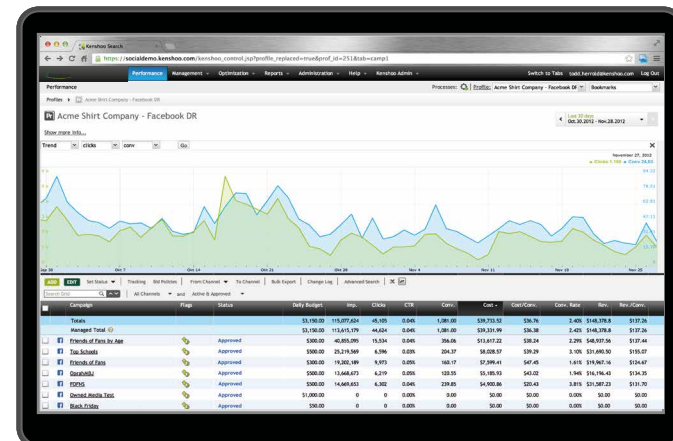 Kenshoo Search
https://socialdemo.kenshoo.com/kenshoo_control.jsp?profile_replaced=true&prof_id=251&tab=camp1
Performance Management Optimization Reports Administration Help Kenshoo Admin Switch to Tabs todd.herrold@kenshoo.com Log Out
Performance Processes: Profile: Acme Shirt Company - Facebook DF Bookmarks
Profiles Acme Shirt Company - Facebook DR
Acme Shirt Company - Facebook DR
Last 30 days
Oct.30.2012 - Nov.28.2012
Show more info...
Trend clicks conv Go
November 27, 2012
Sep 30 Oct 7 Oct 14 Oct 21 Oct 28 Nov 4 Nov 11 Nov 18 Nov 25
ADD EDIT Set Status Tracking Bid Policies From Channel To Channel Bulk Export Change Log Advanced Search
All Channels and Active & Approved
Campaign Flags Status Daily Budget Imp. Clicks CTR Conv. Cost Cost/Conv. Conv. Rate Rev. Rev./Conv.
Totals $3,150.00 115,077,624 45,105 0.04% 1,081.00 $39,733.52 $36.76 2.40% $148,378.8 $137.26
Managed Total $3,150.00 113,615,179 44,624 0.04% 1,081.00 $39,331.99 $36.38 2.42% $148,378.8 $137.26
Friends of Fans by Age Approved $300.00 40,855,095 15,534 0.04% 356.06 $13,617.22 $38.24 2.29% $48,937.56 $137.44
Top Schools Approved $500.00 25,219,569 6,596 0.03% 204.37 $8,028.57 $39.29 3.10% $31,690.50 $155.07
Friends of Fans Approved $300.00 19,202,189 9,973 0.05% 160.17 $7,599.41 $47.45 1.61% $19,967.16 $124.67
Approved $500.00 13,668,673 6,219 0.05% 120.55 $5,185.93 $43.02 1.94% $16,196.43 $134.35
FOFNS Approved $500.00 14,669,653 6,302 0.04% 239.85 $4,900.86 $20.43 3.81% $31,587.23 $131.70
Owned Media Test Approved $1,000.00 0 0 0.00% 0.00 $0.00 $0.00 0.00% $0.00 $0.00
Black Friday Approved $50.00 0 0 0.00% 0.00 $0.00 $0.00 0.00% $0.00 $0.00